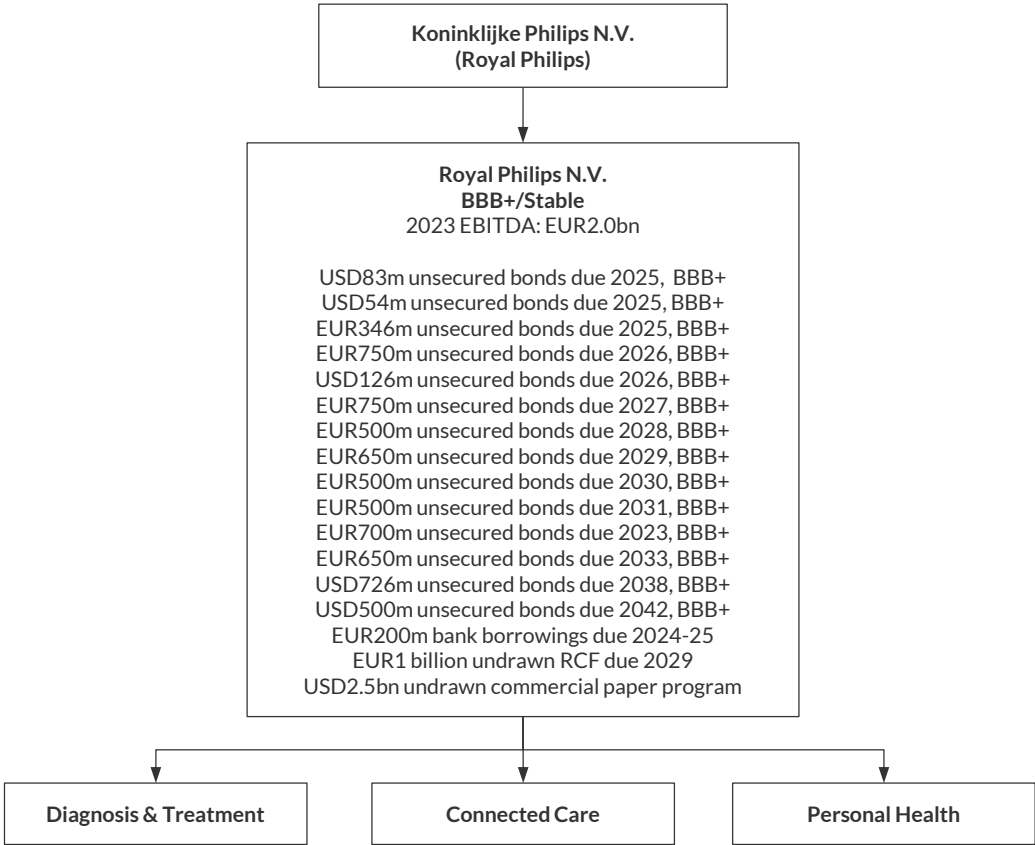 Koninklijke Philips N.V.
(Royal Philips)
Royal Philips N.V.
BBB+/Stable
2023 EBITDA: EUR2.0bn
USD83m unsecured bonds due 2025, BBB+
USD54m unsecured bonds due 2025, BBB+
EUR346m unsecured bonds due 2025, BBB+
EUR750m unsecured bonds due 2026, BBB+
USD126m unsecured bonds due 2026, BBB+
EUR750m unsecured bonds due 2027, BBB+
EUR500m unsecured bonds due 2028, BBB+
EUR650m unsecured bonds due 2029, BBB+
EUR500m unsecured bonds due 2030, BBB+
EUR500m unsecured bonds due 2031, BBB+
EUR700m unsecured bonds due 2023, BBB+
EUR650m unsecured bonds due 2033, BBB+
USD726m unsecured bonds due 2038, BBB+
USD500m unsecured bonds due 2042, BBB+
EUR200m bank borrowings due 2024-25
EUR1 billion undrawn RCF due 2029
USD2.5bn undrawn commercial paper program
Diagnosis & Treatment
Connected Care
Personal Health